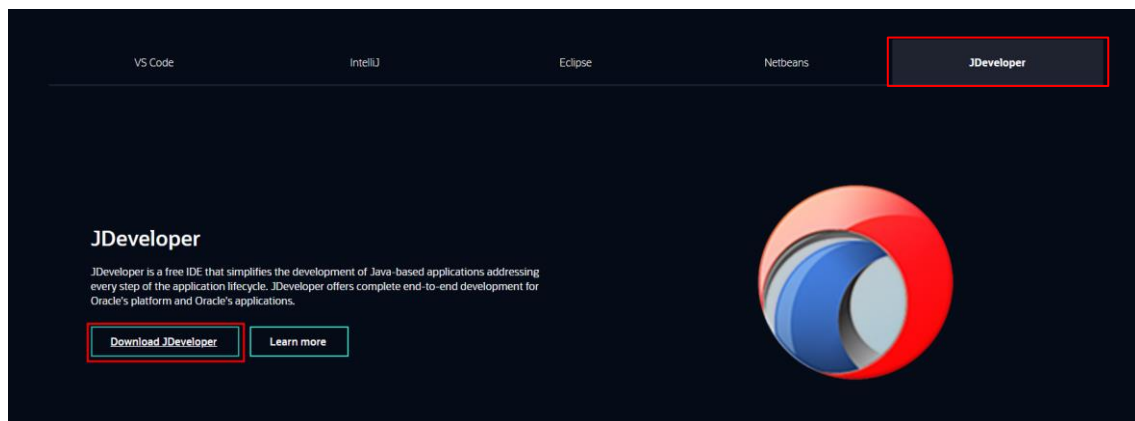 VS Code
IntelliJ
Eclipse
Netbeans
JDeveloper
JDeveloper
JDeveloper is a free IDE that simplifies the development of Java-based applications addressing
every step of the application lifecycle. JDeveloper offers complete end-to-end development for
Oracle's platform and Oracle's applications.
Download JDeveloper
Learn more